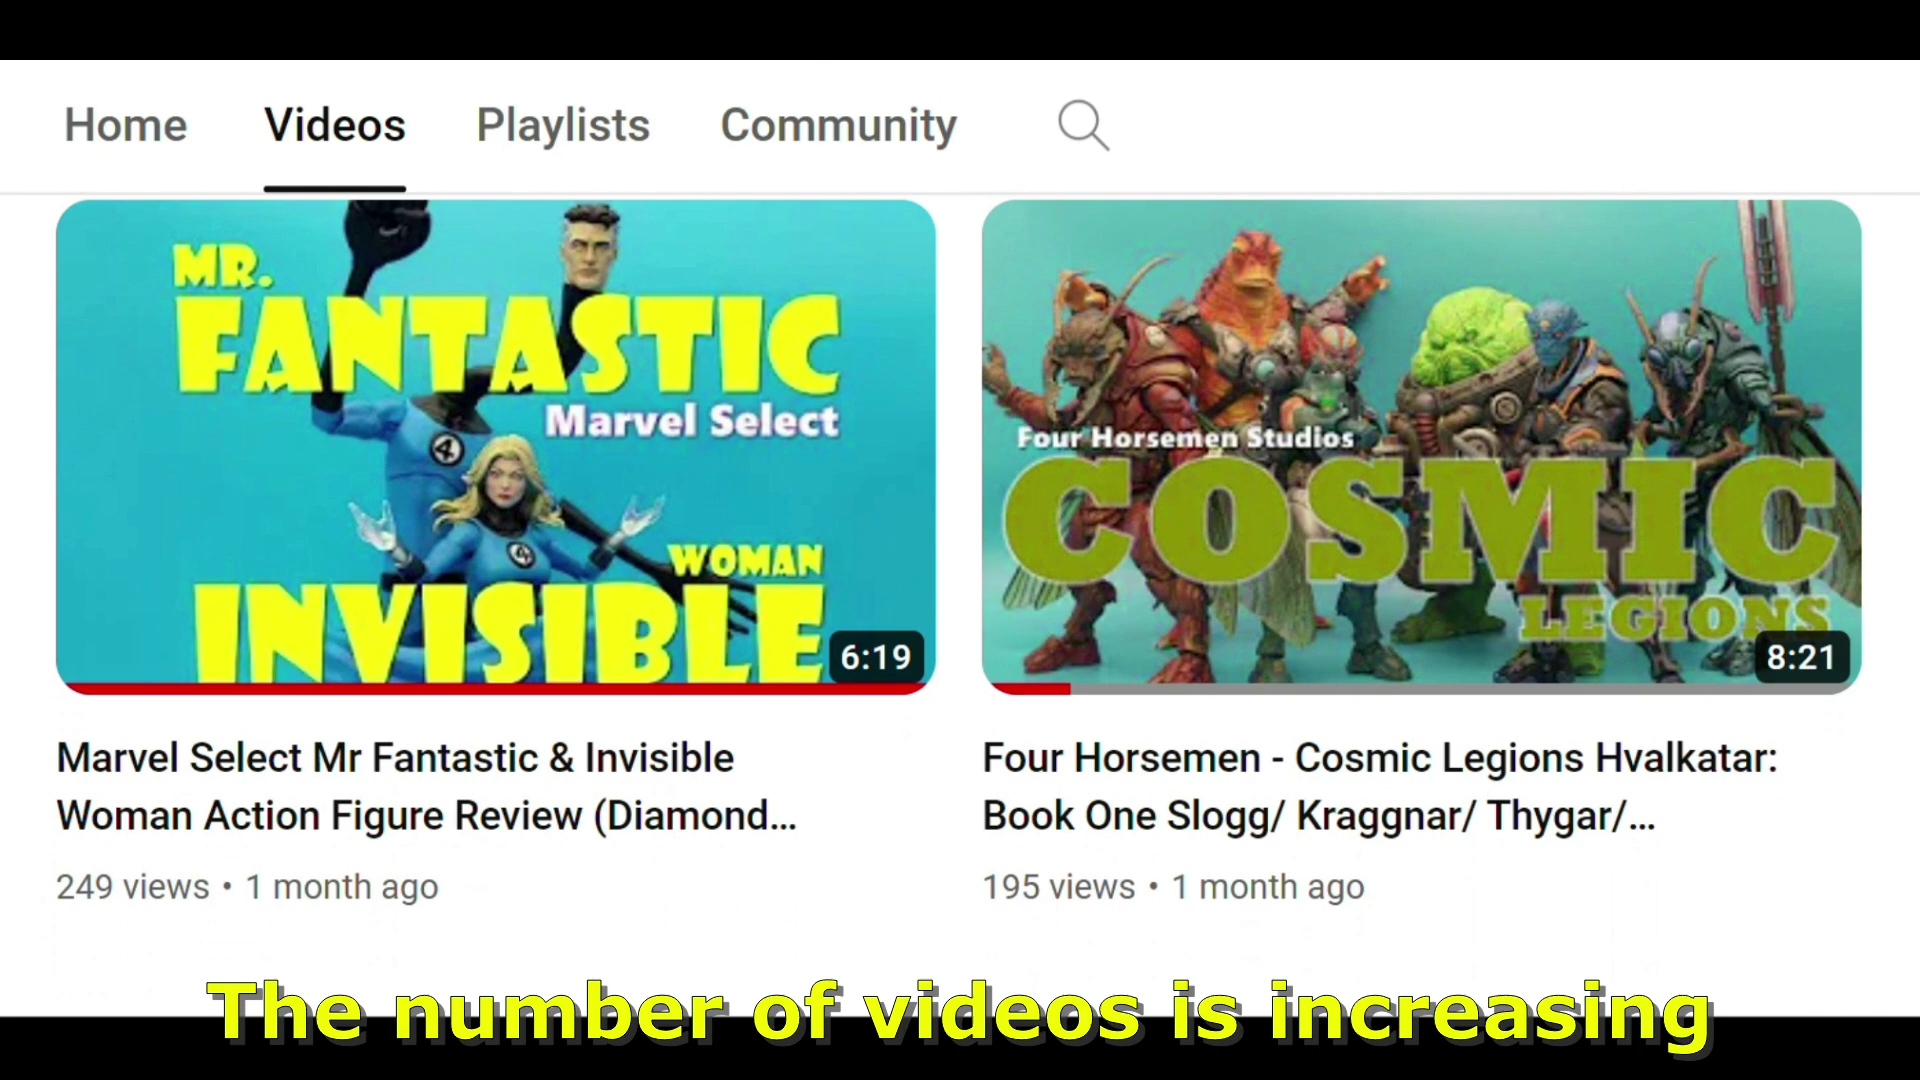 Home Videos Playlists Community
MR.
FANTASTIC
Marvel Select
4
4
WOMAN
INVISIBLE
6:19
Four Horsemen Studios
COSMIC
LEGIONS
8:21
Marvel Select Mr Fantastic & Invisible
Woman Action Figure Review (Diamond...
249 views • 1 month ago
Four Horsemen - Cosmic Legions Hvalkatar:
Book One Slogg/ Kraggnar/ Thygar/...
195 views • 1 month ago
The number of videos is increasing